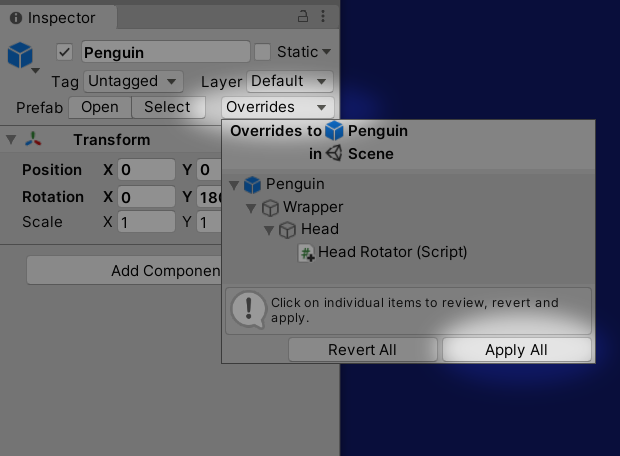 Inspector
Penguin
Static
Tag Untagged Layer Default
Prefab Open Select Overrides
Overrides to Penguin
in Scene
Transform
Position X 0 Y 0
Rotation X 0 Y 180
Scale X 1 Y 1
Penguin
Wrapper
Head
Head Rotator (Script)
Add Componen
Click on individual items to review, revert and
apply.
Revert All Apply All